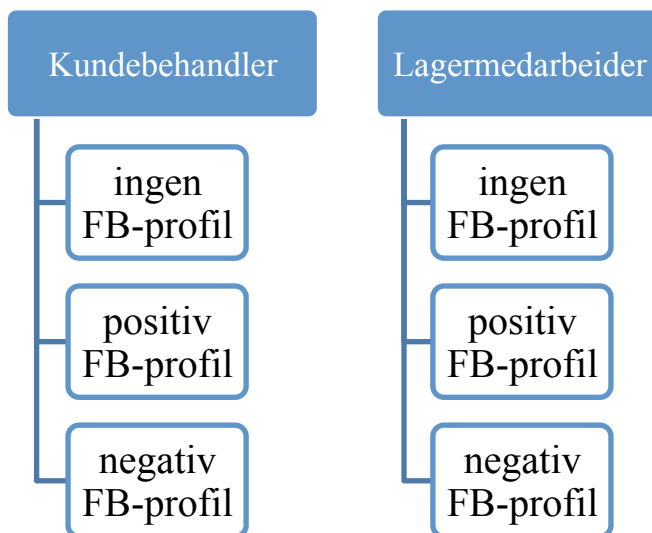 Kundebehandler
ingen
FB-profil
positiv
FB-profil
negativ
FB-profil
Lagermedarbeider
ingen
FB-profil
positiv
FB-profil
negativ
FB-profil